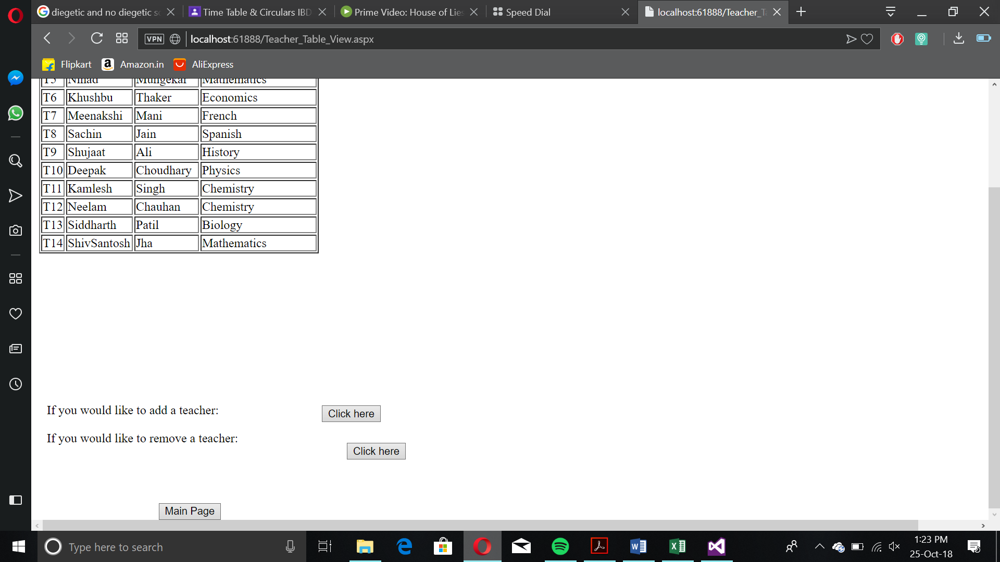 diegetic and no diegetic so
Time Table & Circulars IBD
Prime Video: House of Lies
Speed Dial
localhost:61888/Teacher_T
VPN
localhost:61888/Teacher_Table_View.aspx
Flipkart
Amazon.in
AliExpress
T5 Ninad Mungekar Mathematics
T6 Khushbu Thaker Economics
T7 Meenakshi Mani French
T8 Sachin Jain Spanish
T9 Shujaat Ali History
T10 Deepak Choudhary Physics
T11 Kamlesh Singh Chemistry
T12 Neelam Chauhan Chemistry
T13 Siddharth Patil Biology
T14 ShivSantosh Jha Mathematics
If you would like to add a teacher:
Click here
If you would like to remove a teacher:
Click here
Main Page
Type here to search
1:23 PM
25-Oct-18